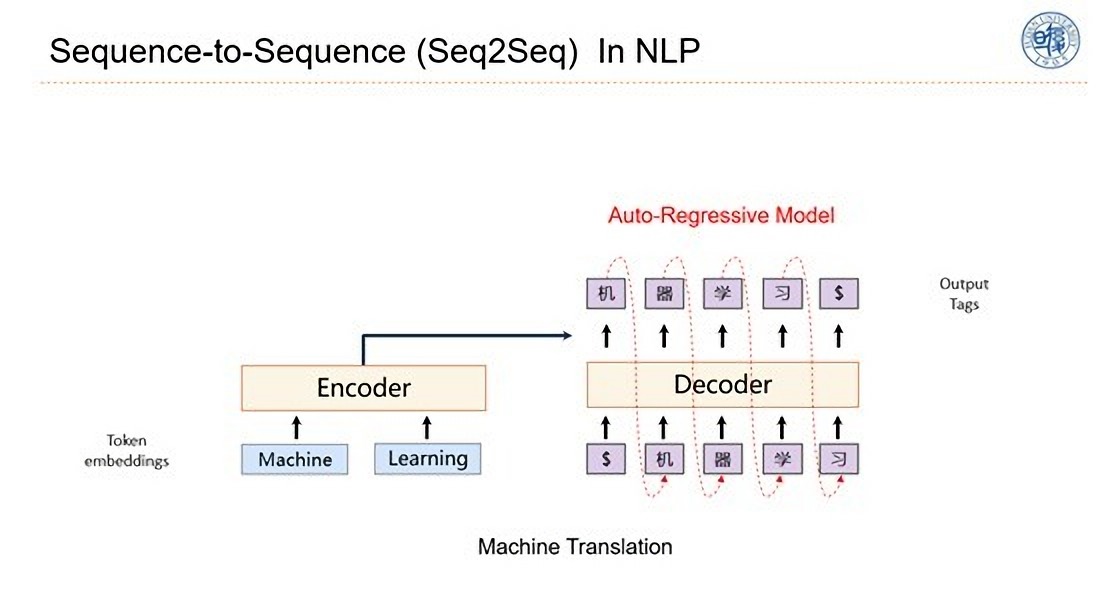 Sequence-to-Sequence (Seq2Seq) In NLP
Auto-Regressive Model
机 器 学 习 $
Output
Tags
Encoder
Decoder
Token
embeddings
Machine Learning
$ 机 器 学 习
Machine Translation